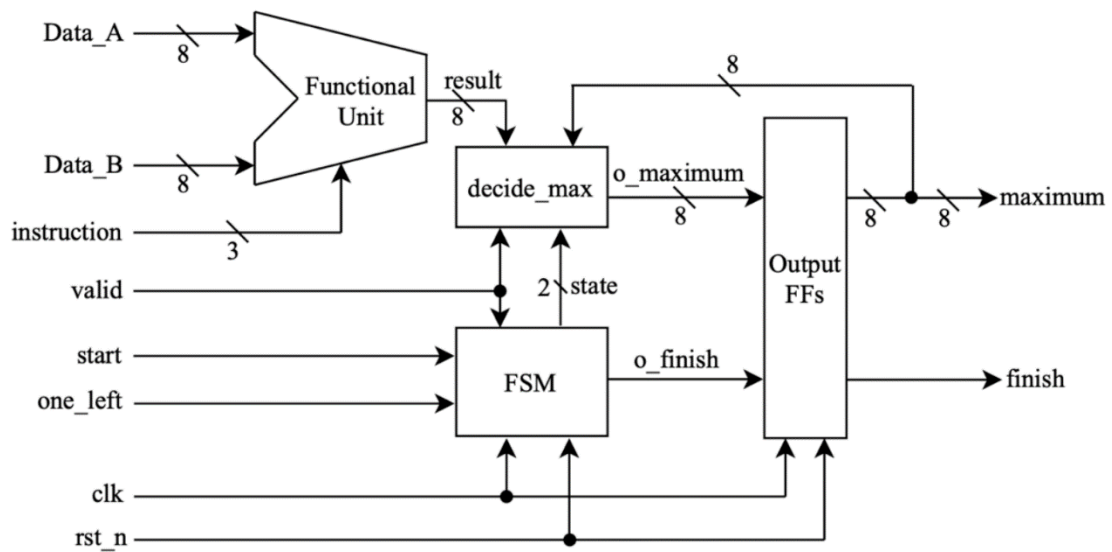 Data_A
8
Data_B
8
instruction
3
Functional
Unit
result
8
8
decide_max
o_maximum
8
8
8
maximum
valid
2
state
Output
FFs
start
one_left
FSM
o_finish
finish
clk
rst_n